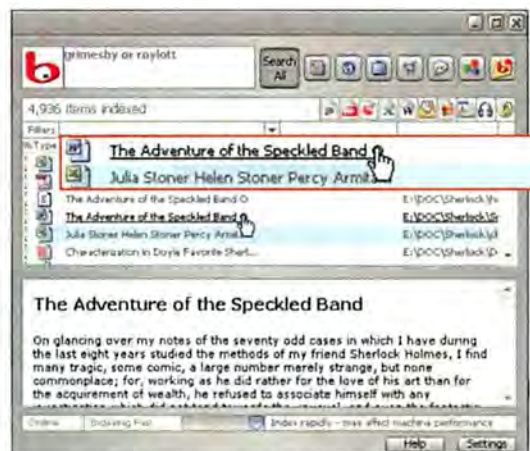 b
grimesby or roylott
Search All
4,936 items indexed
Filters
% Type
The Adventure of the Speckled Band
Julia Stoner Helen Stoner Percy Armit
The Adventure of the Speckled Band O
E:\DOC\Sherlock\
The Adventure of the Speckled Band
E:\DOC\Sherlock\Sr
Julia Stoner Helen Stoner Percy Armit
E:\DOC\Sherlock\
Characterization in Doyle Favorite Sherl...
E:\DOC\Sherlock\D
The Adventure of the Speckled Band
On glancing over my notes of the seventy odd cases in which I have during
the last eight years studied the methods of my friend Sherlock Holmes, I find
many tragic, some comic, a large number merely strange, but none
commonplace; for, working as he did rather for the love of his art than for
the acquirement of wealth, he refused to associate himself with any
Online
Indexing Fast
Index rapidly - may affect machine performance
Help
Settings